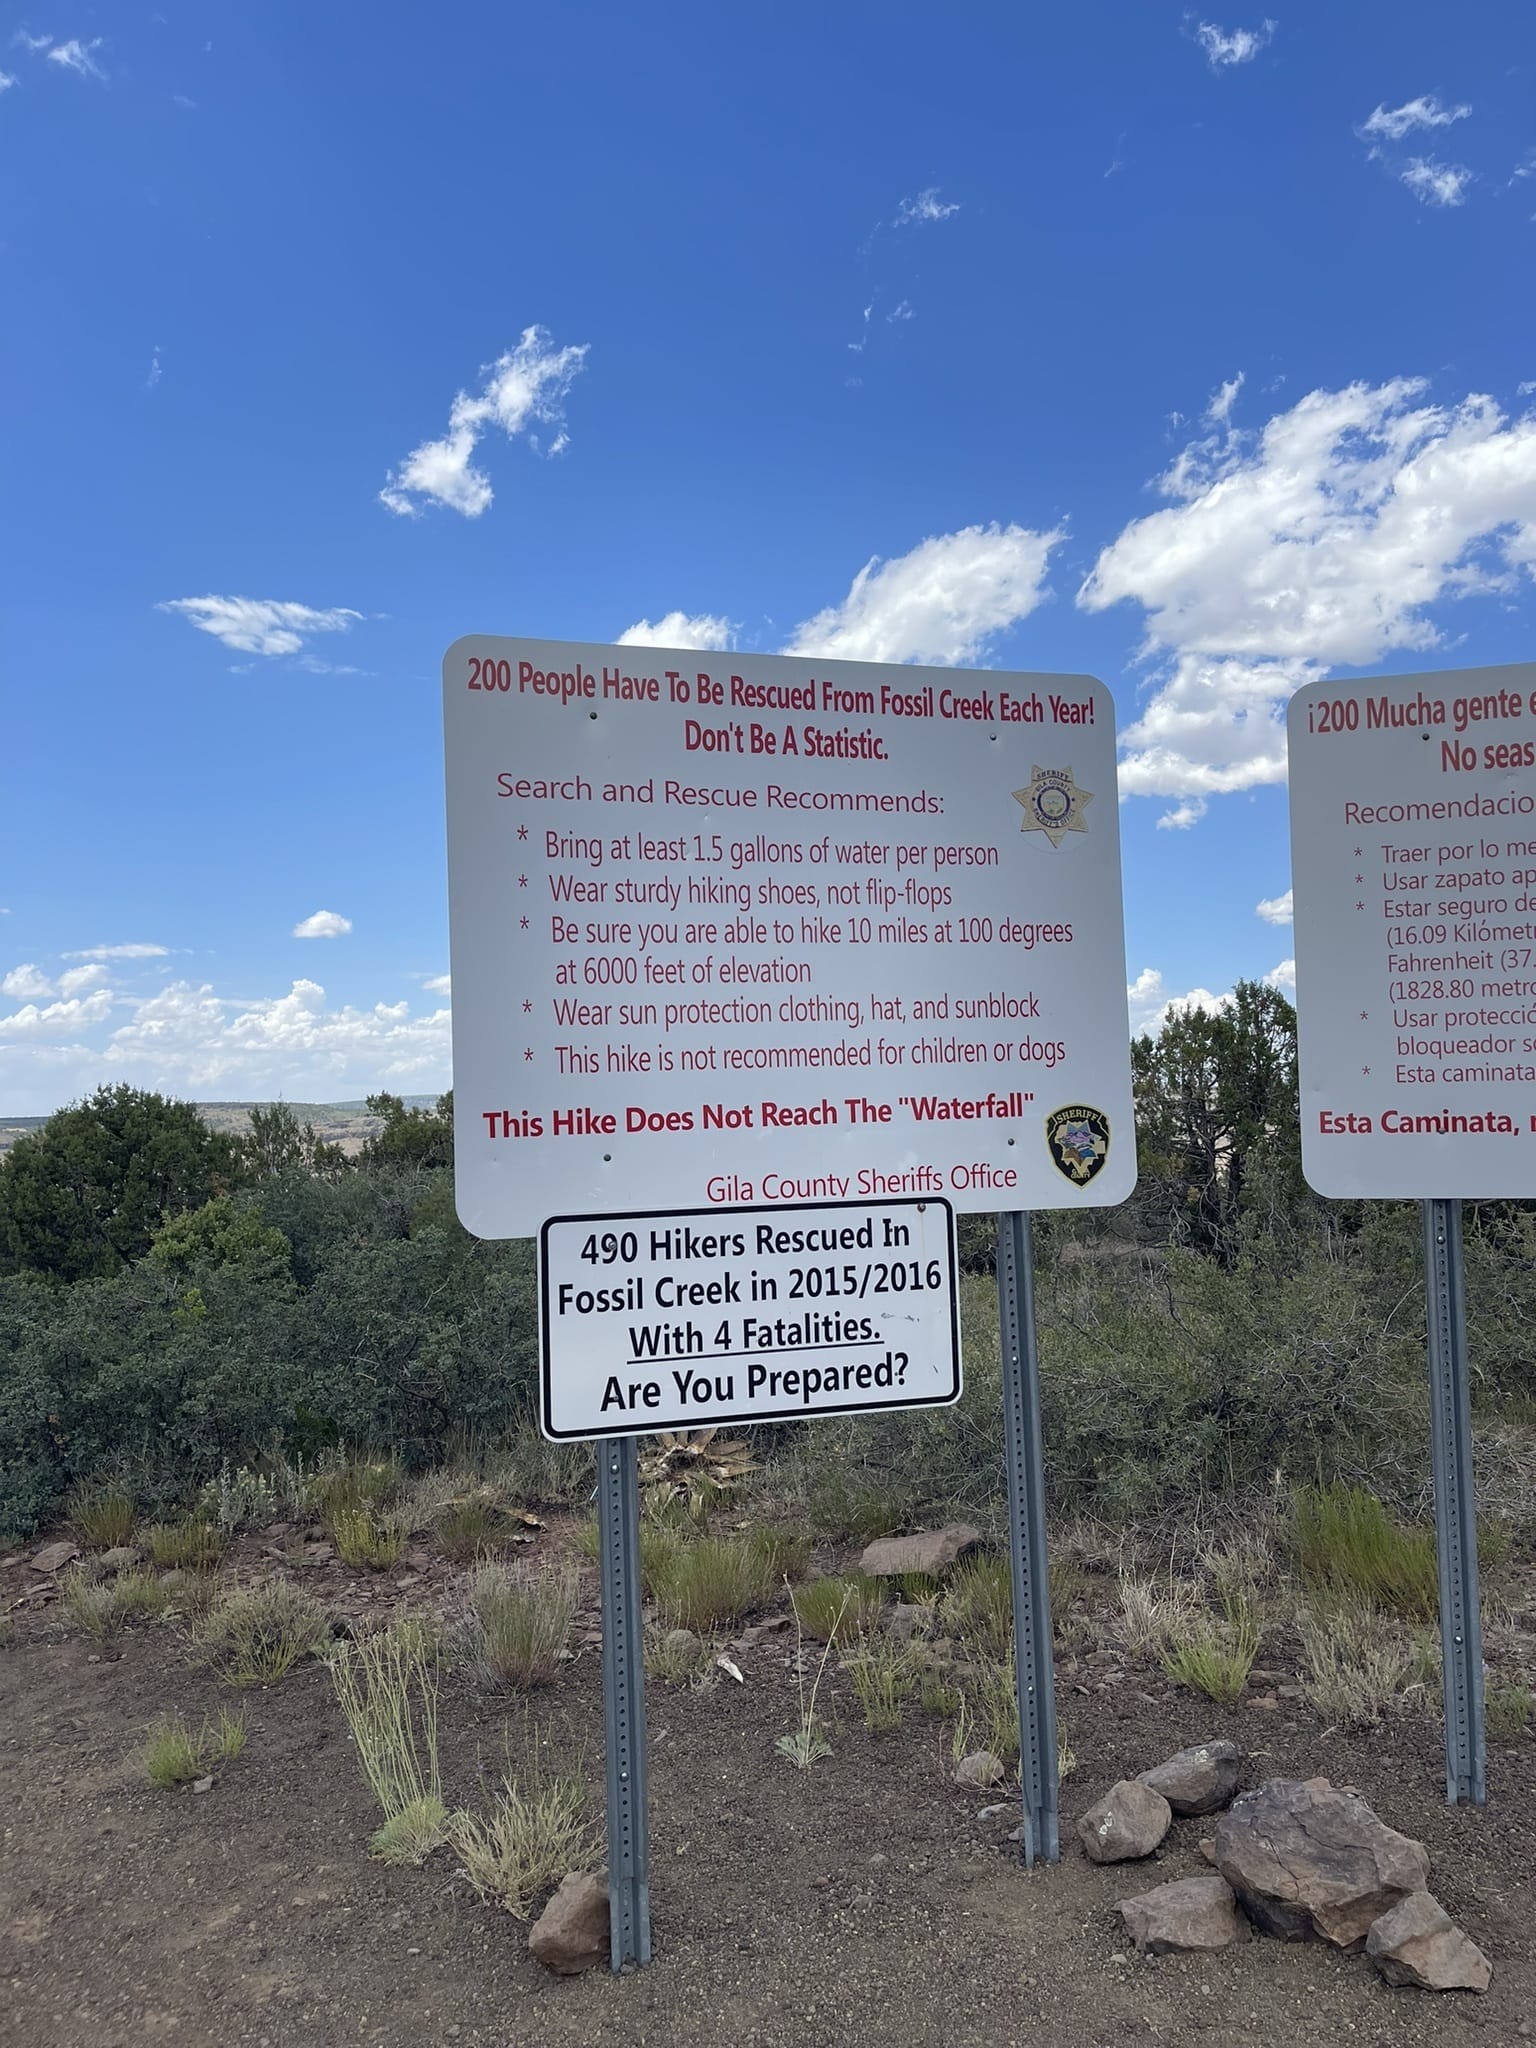 200 People Have To Be Rescued From Fossil Creek Each Year!
Don't Be A Statistic.
Search and Rescue Recommends:
* Bring at least 1.5 gallons of water per person
* Wear sturdy hiking shoes, not flip-flops
* Be sure you are able to hike 10 miles at 100 degrees
at 6000 feet of elevation
* Wear sun protection clothing, hat, and sunblock
* This hike is not recommended for children or dogs
This Hike Does Not Reach The "Waterfall"
Gila County Sheriffs Office
SHERIFF
GILA COUNTY
SHERIFF
490 Hikers Rescued In
Fossil Creek in 2015/2016
With 4 Fatalities.
Are You Prepared?
¡200 Mucha gente
No seas
Recomendacio
* Traer por lo me
* Usar zapato ap
* Estar seguro de
(16.09 Kilómetr
Fahrenheit (37.
(1828.80 metro
* Usar protecció
bloqueador so
* Esta caminata
Esta Caminata,